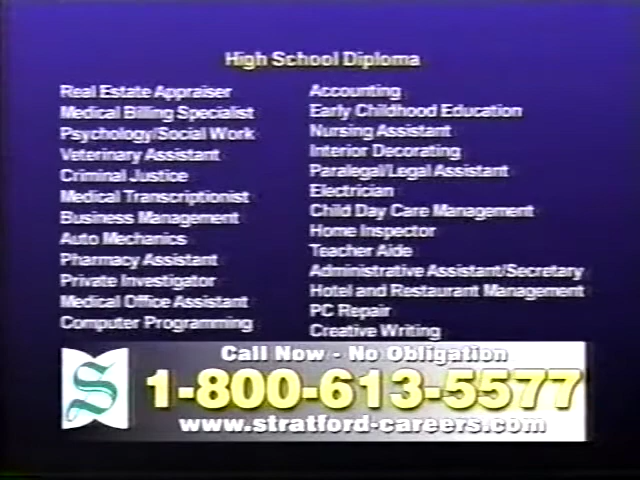 High School Diploma
Real Estate Appraiser
Medical Billing Specialist
Psychology/Social Work
Veterinary Assistant
Criminal Justice
Medical Transcriptionist
Business Management
Auto Mechanics
Pharmacy Assistant
Private Investigator
Medical Office Assistant
Computer Programming
Accounting
Early Childhood Education
Nursing Assistant
Interior Decorating
Paralegal/Legal Assistant
Electrician
Child Day Care Management
Home Inspector
Teacher Aide
Administrative Assistant/Secretary
Hotel and Restaurant Management
PC Repair
Creative Writing
S
Call Now - No Obligation
1-800-613-5577
www.stratford-careers.com